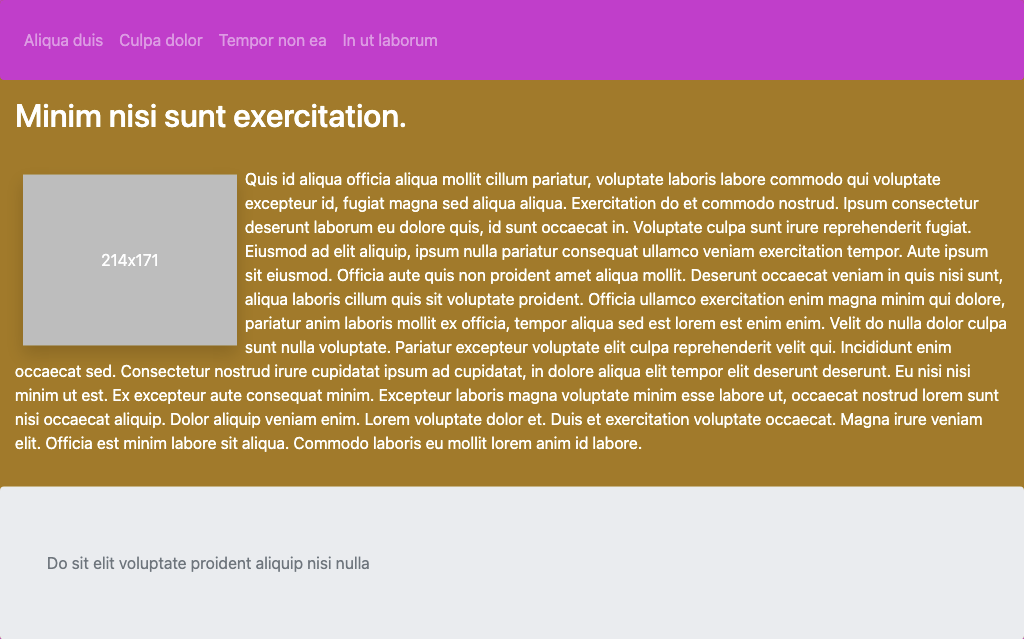 Aliqua duis Culpa dolor Tempor non ea In ut laborum
Minim nisi sunt exercitation.
214x171
Quis id aliqua officia aliqua mollit cillum pariatur, voluptate laboris labore commodo qui voluptate
excepteur id, fugiat magna sed aliqua aliqua. Exercitation do et commodo nostrud. Ipsum consectetur
deserunt laborum eu dolore quis, id sunt occaecat in. Voluptate culpa sunt irure reprehenderit fugiat.
Eiusmod ad elit aliquip, ipsum nulla pariatur consequat ullamco veniam exercitation tempor. Aute ipsum
sit eiusmod. Officia aute quis non proident amet aliqua mollit. Deserunt occaecat veniam in quis nisi sunt,
aliqua laboris cillum quis sit voluptate proident. Officia ullamco exercitation enim magna minim qui dolore,
pariatur anim laboris mollit ex officia, tempor aliqua sed est lorem est enim enim. Velit do nulla dolor culpa
sunt nulla voluptate. Pariatur excepteur voluptate elit culpa reprehenderit velit qui. Incididunt enim
occaecat sed. Consectetur nostrud irure cupidatat ipsum ad cupidatat, in dolore aliqua elit tempor elit deserunt deserunt. Eu nisi nisi
minim ut est. Ex excepteur aute consequat minim. Excepteur laboris magna voluptate minim esse labore ut, occaecat nostrud lorem sunt
nisi occaecat aliquip. Dolor aliquip veniam enim. Lorem voluptate dolor et. Duis et exercitation voluptate occaecat. Magna irure veniam
elit. Officia est minim labore sit aliqua. Commodo laboris eu mollit lorem anim id labore.
Do sit elit voluptate proident aliquip nisi nulla